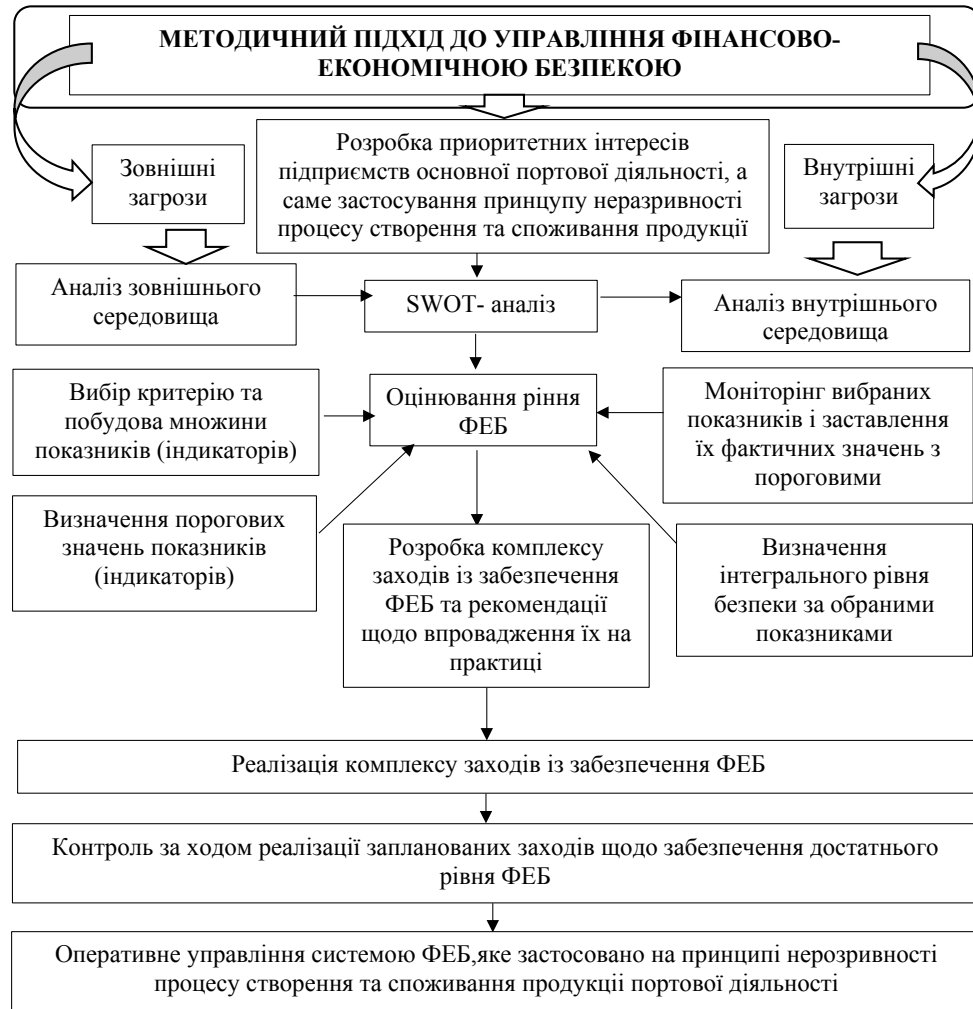 МЕТОДИЧНИЙ ПІДХІД ДО УПРАВЛІННЯ ФІНАНСОВО-
ЕКОНОМІЧНОЮ БЕЗПЕКОЮ
Зовнішні
загрози
Розробка приоритетних інтересів
підприємств основної портової діяльності, а
саме застосування принцупу неразривності
процесу створення та споживання продукції
Внутрішні
загрози
Аналіз зовнішнього
середовища
SWOT- аналіз
Аналіз внутрішнього
середовища
Вибір критерію та
побудова множини
показників (індикаторів)
Оцінювання ріння
ФЕБ
Моніторінг вибраних
показників і заставлення
їх фактичних значень з
пороговими
Визначення порогових
значень показників
(індикаторів)
Розробка комплексу
заходів із забезпечення
ФЕБ та рекомендації
щодо впровадження їх на
практиці
Визначення
інтегрального рівня
безпеки за обраними
показниками
Реалізація комплексу заходів із забезпечення ФЕБ
Контроль за ходом реалізації запланованих заходів щодо забезпечення достатнього
рівня ФЕБ
Оперативне управління системою ФЕБ,яке застосовано на принципі нерозривності
процесу створення та споживання продукціі портової діяльності